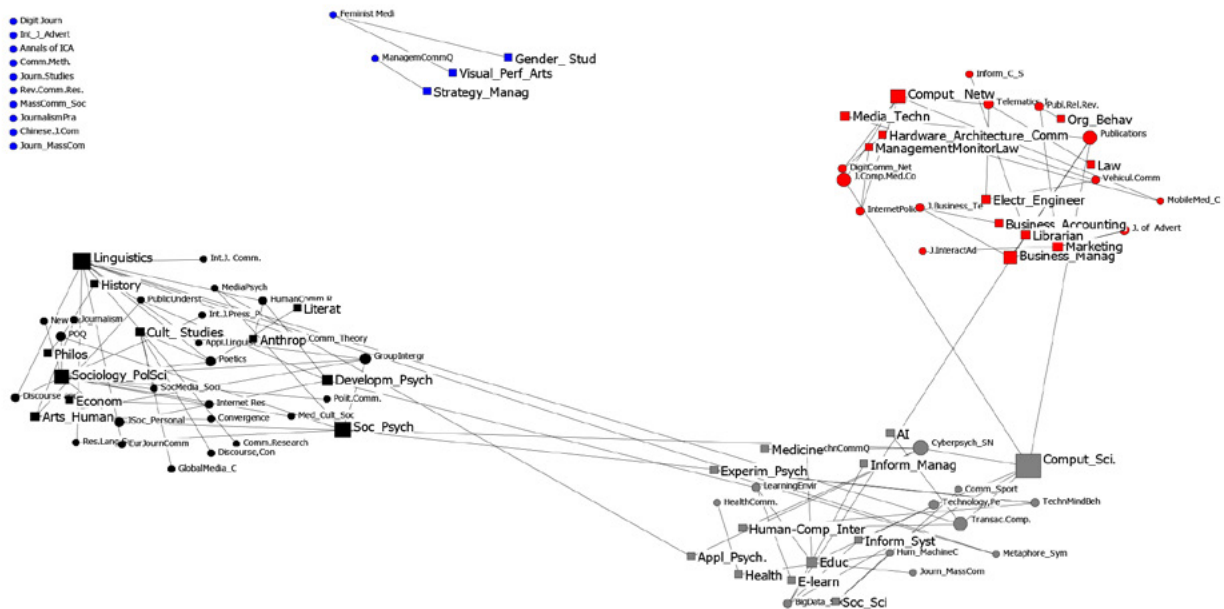 Digit Journ
Int_J_Advert
Annals of ICA
Comm.Meth.
Journ.Studies
Rev.Comm.Res.
MassComm_Soc
JournalismPra
Chinese.J.Com
Journ_MassCom
Feminist Medi
ManagemCommQ
Gender_ Stud
Visual_Perf_Arts
Strategy_Manag
Inform_C_S
Comput_ Netw
Telematics_I
Publ.Rel.Rev.
Media_Techn
Org_Behav
Hardware_Architecture_Comm
Publications
ManagementMonitorLaw
DigitComm_Net
Law
J.Comp.Med.Co
Vehicul.Comm
Electr_Engineer
MobileMed_C
InternetPolic
J.Business_Te
Business_Accounting
J. of Advert
Librarian
Marketing
J.InteractAd
Business_Manag
Linguistics
Int.J. Comm.
History
MediaPsych
PublicUnderst
HumanComm.R
Literat
Int.J.Press_P
New
Journalism
Cult_ Studies
POQ
Appl.Linguis
Anthrop
Comm_Theory
Philos
Poetics
GroupIntergr
Sociology_PolSci
Developm_Psych
SocMedia_Soci
Discourse
Econom
Internet Res
Polit.Comm.
Arts_Human
JSoc_Personal
Convergence
Med_Cult_Soc
Soc_Psych
Res.Lang
EurJournComm
Comm.Research
Discourse,Con
GlobalMedia_C
AI
Medicine
chnCommQ
Cyberpsych_SN
Inform_Manag
Comput_Sci.
Experim_Psych
LearningEnvir
Comm_Sport
HealthComm.
Technology,Pe
TechnMindBeh
Human-Comp_Inter
Transac.Comp.
Inform_Syst
Appl_Psych.
Educ
Hum_MachineC
Metaphore_Sym
Health
E-learn
Journ_MassCom
BigData_
Soc_Sci